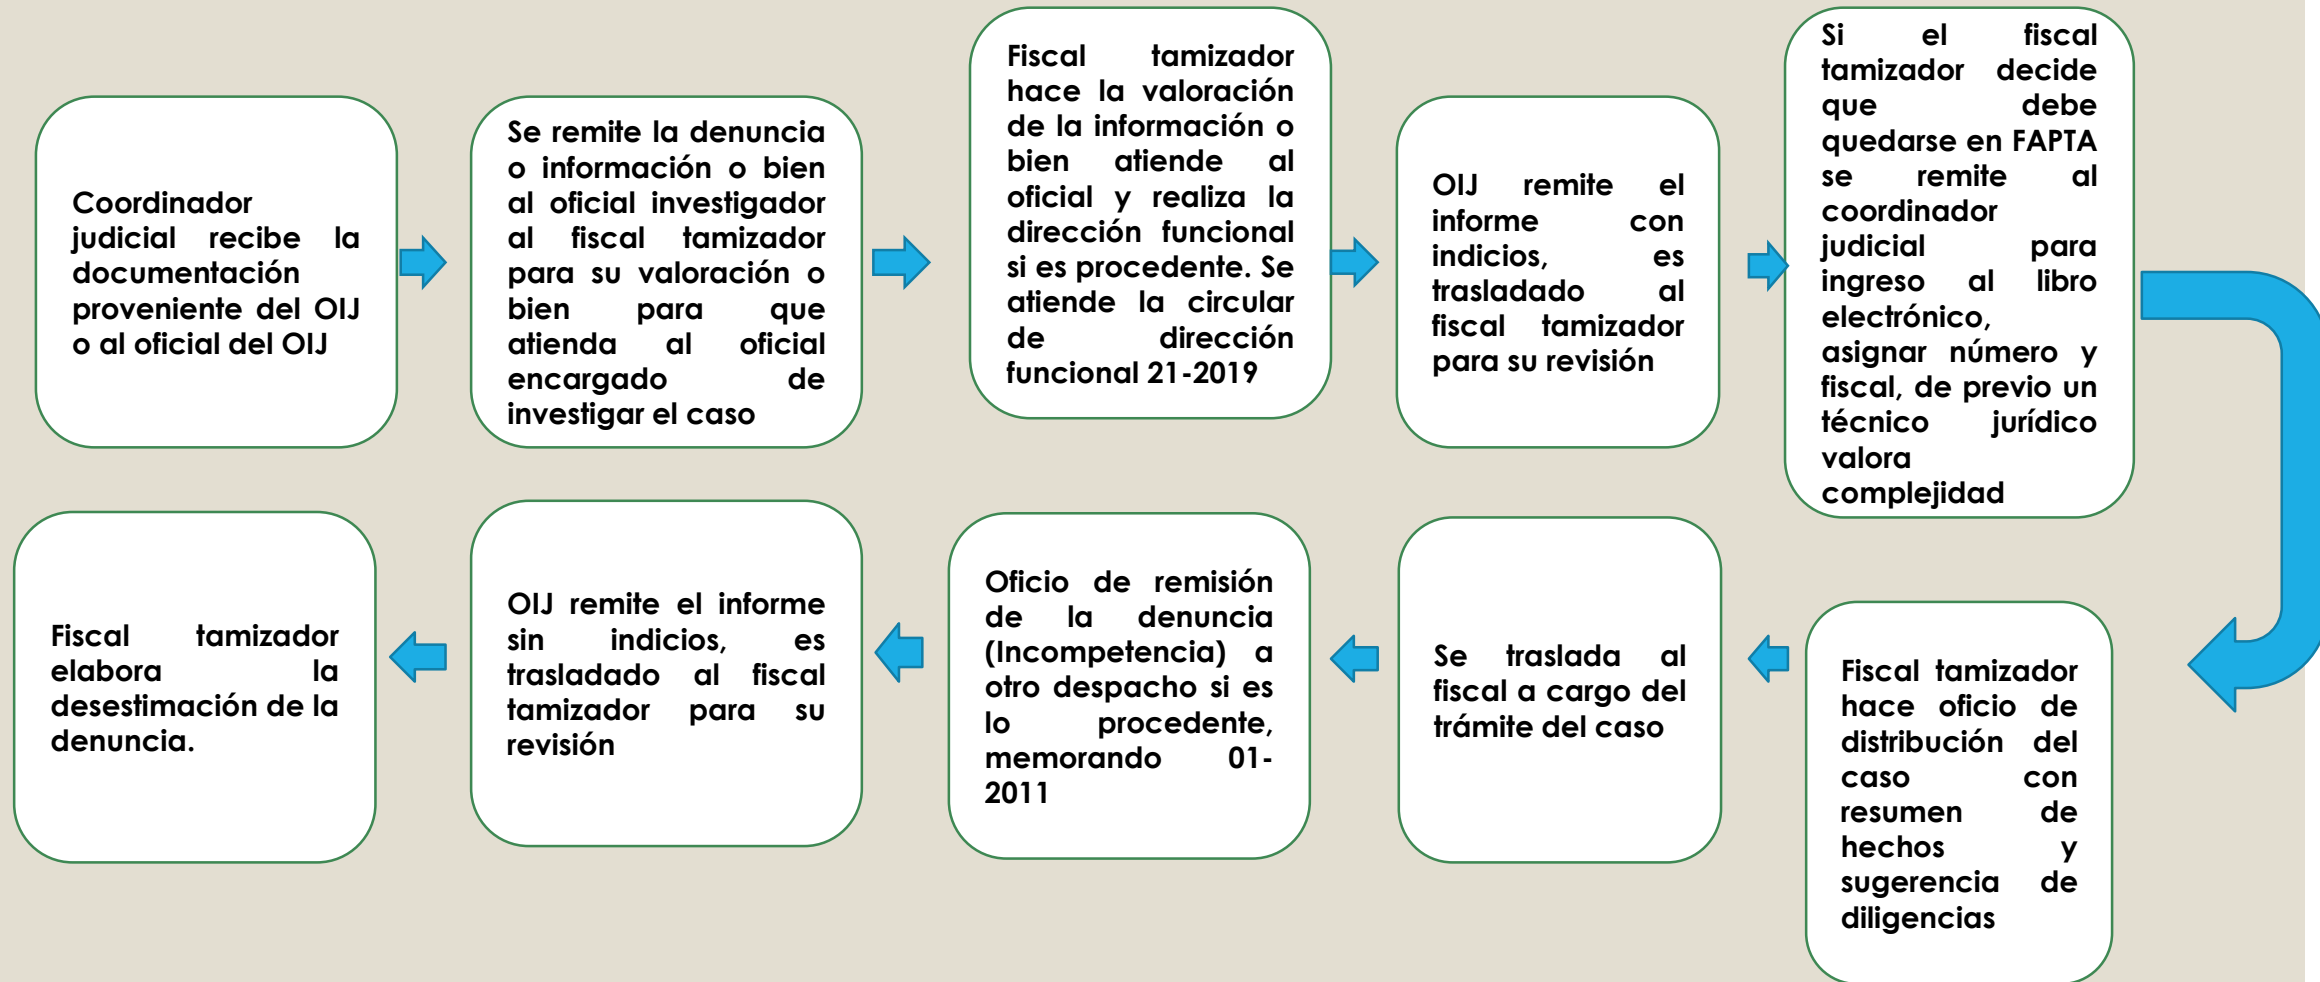 Coordinador
judicial recibe la
documentación
proveniente del OIJ
o al oficial del OIJ
Se remite la denuncia
o información o bien
al oficial investigador
al fiscal tamizador
para su valoración o
bien para que
atienda al oficial
encargado de
investigar el caso
Fiscal tamizador
hace la valoración
de la información o
bien atiende al
oficial y realiza la
dirección funcional
si es procedente. Se
atiende la circular
de dirección
funcional 21-2019
OIJ remite el
informe con
indicios, es
trasladado al
fiscal tamizador
para su revisión
Si el fiscal
tamizador decide
que debe
quedarse en FAPTA
se remite al
coordinador
judicial para
ingreso al libro
electrónico,
asignar número y
fiscal, de previo un
técnico jurídico
valora
complejidad
Fiscal tamizador
hace oficio de
distribución del
caso con
resumen de
hechos y
sugerencia de
diligencias
Se traslada al
fiscal a cargo del
trámite del caso
Oficio de remisión
de la denuncia
(Incompetencia) a
otro despacho si es
lo procedente,
memorando 01-
2011
OIJ remite el informe
sin indicios, es
trasladado al fiscal
tamizador para su
revisión
Fiscal tamizador
elabora la
desestimación de la
denuncia.